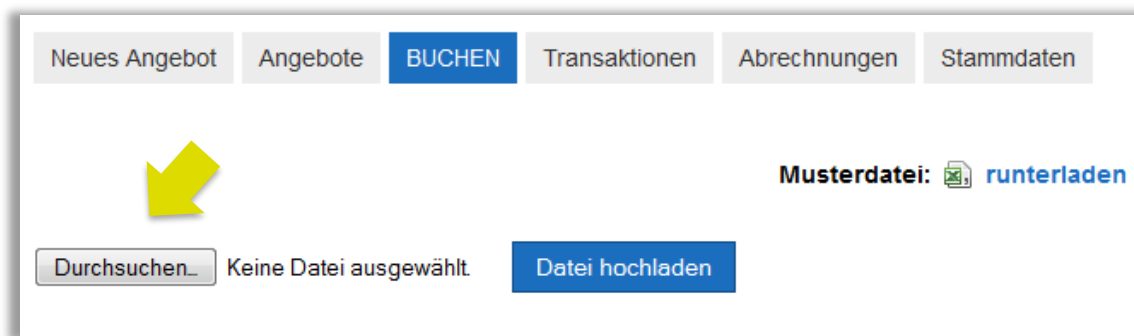 Neues Angebot Angebote BUCHEN Transaktionen Abrechnungen Stammdaten
Musterdatei: runterladen
Durchsuchen… Keine Datei ausgewählt. Datei hochladen